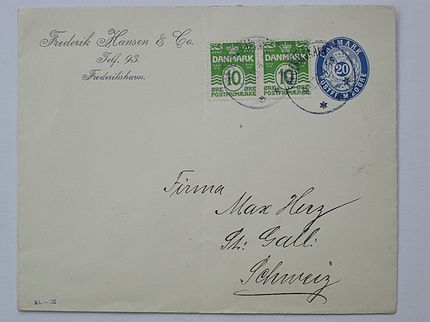 Frederik Hansen & Co.
Telf. 93.
Frederikshavn.
DANMARK
10
ØRE
POSTFRIMÆRKE
DANMARK
10
ØRE
POSTFRIMÆRKE
DANMARK
20
Firma
Max Herz
St. Gall.
Schweiz